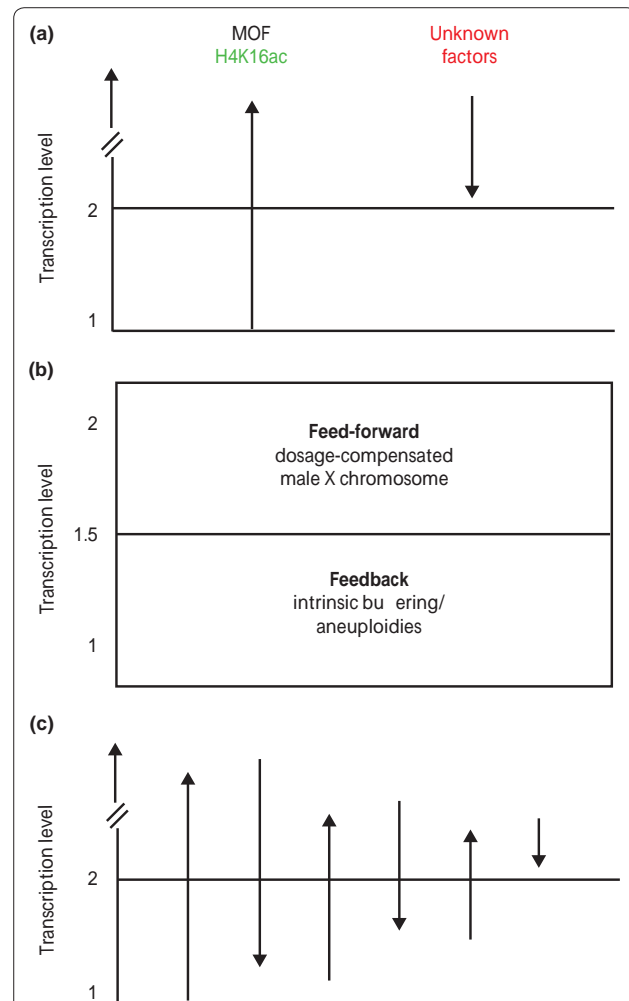 (a)
MOF
H4K16ac
Unknown
factors
Transcription level
2
1
(b)
Transcription level
2
1.5
1
Feed-forward
dosage-compensated
male X chromosome
Feedback
intrinsic bu ering/
aneuploidies
(c)
Transcription level
2
1